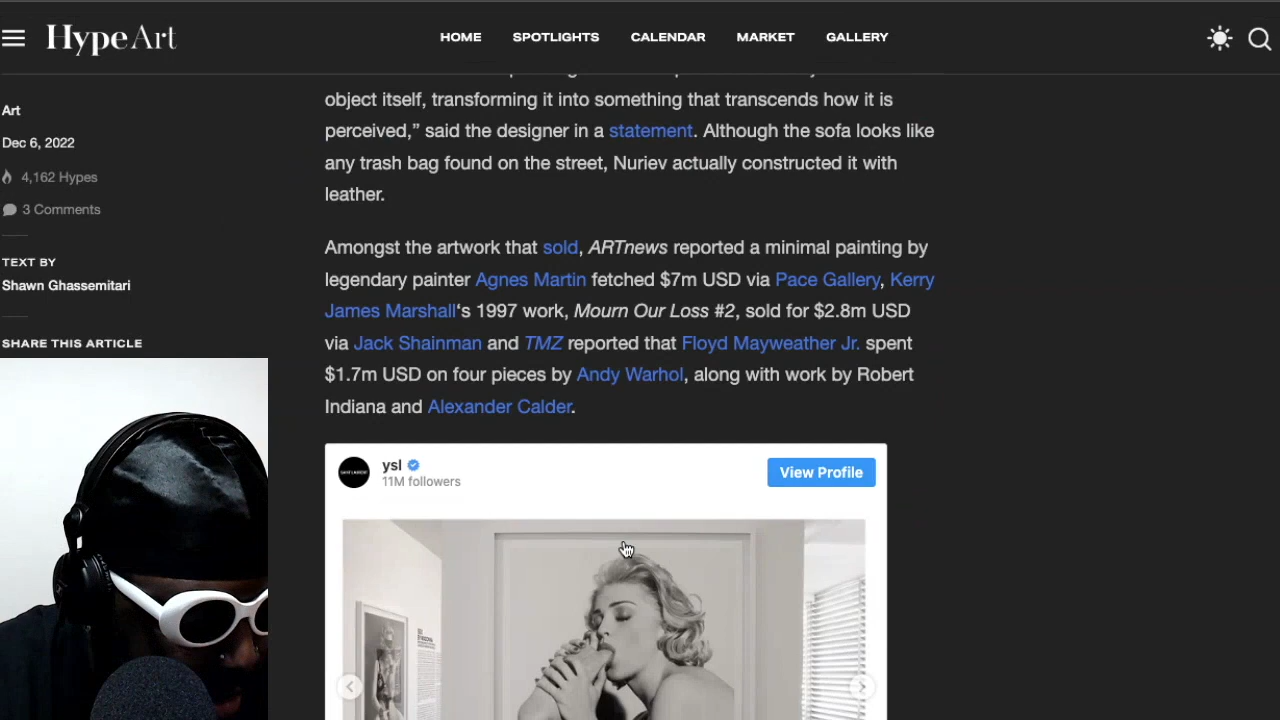 HypeArt
HOME SPOTLIGHTS CALENDAR MARKET GALLERY
Art
Dec 6, 2022
4,162 Hypes
3 Comments
TEXT BY
Shawn Ghassemitari
SHARE THIS ARTICLE
object itself, transforming it into something that transcends how it is
perceived,” said the designer in a statement. Although the sofa looks like
any trash bag found on the street, Nuriev actually constructed it with
leather.
Amongst the artwork that sold, ARTnews reported a minimal painting by
legendary painter Agnes Martin fetched $7m USD via Pace Gallery, Kerry
James Marshall‘s 1997 work, Mourn Our Loss #2, sold for $2.8m USD
via Jack Shainman and TMZ reported that Floyd Mayweather Jr. spent
$1.7m USD on four pieces by Andy Warhol, along with work by Robert
Indiana and Alexander Calder.
ysl
11M followers
View Profile